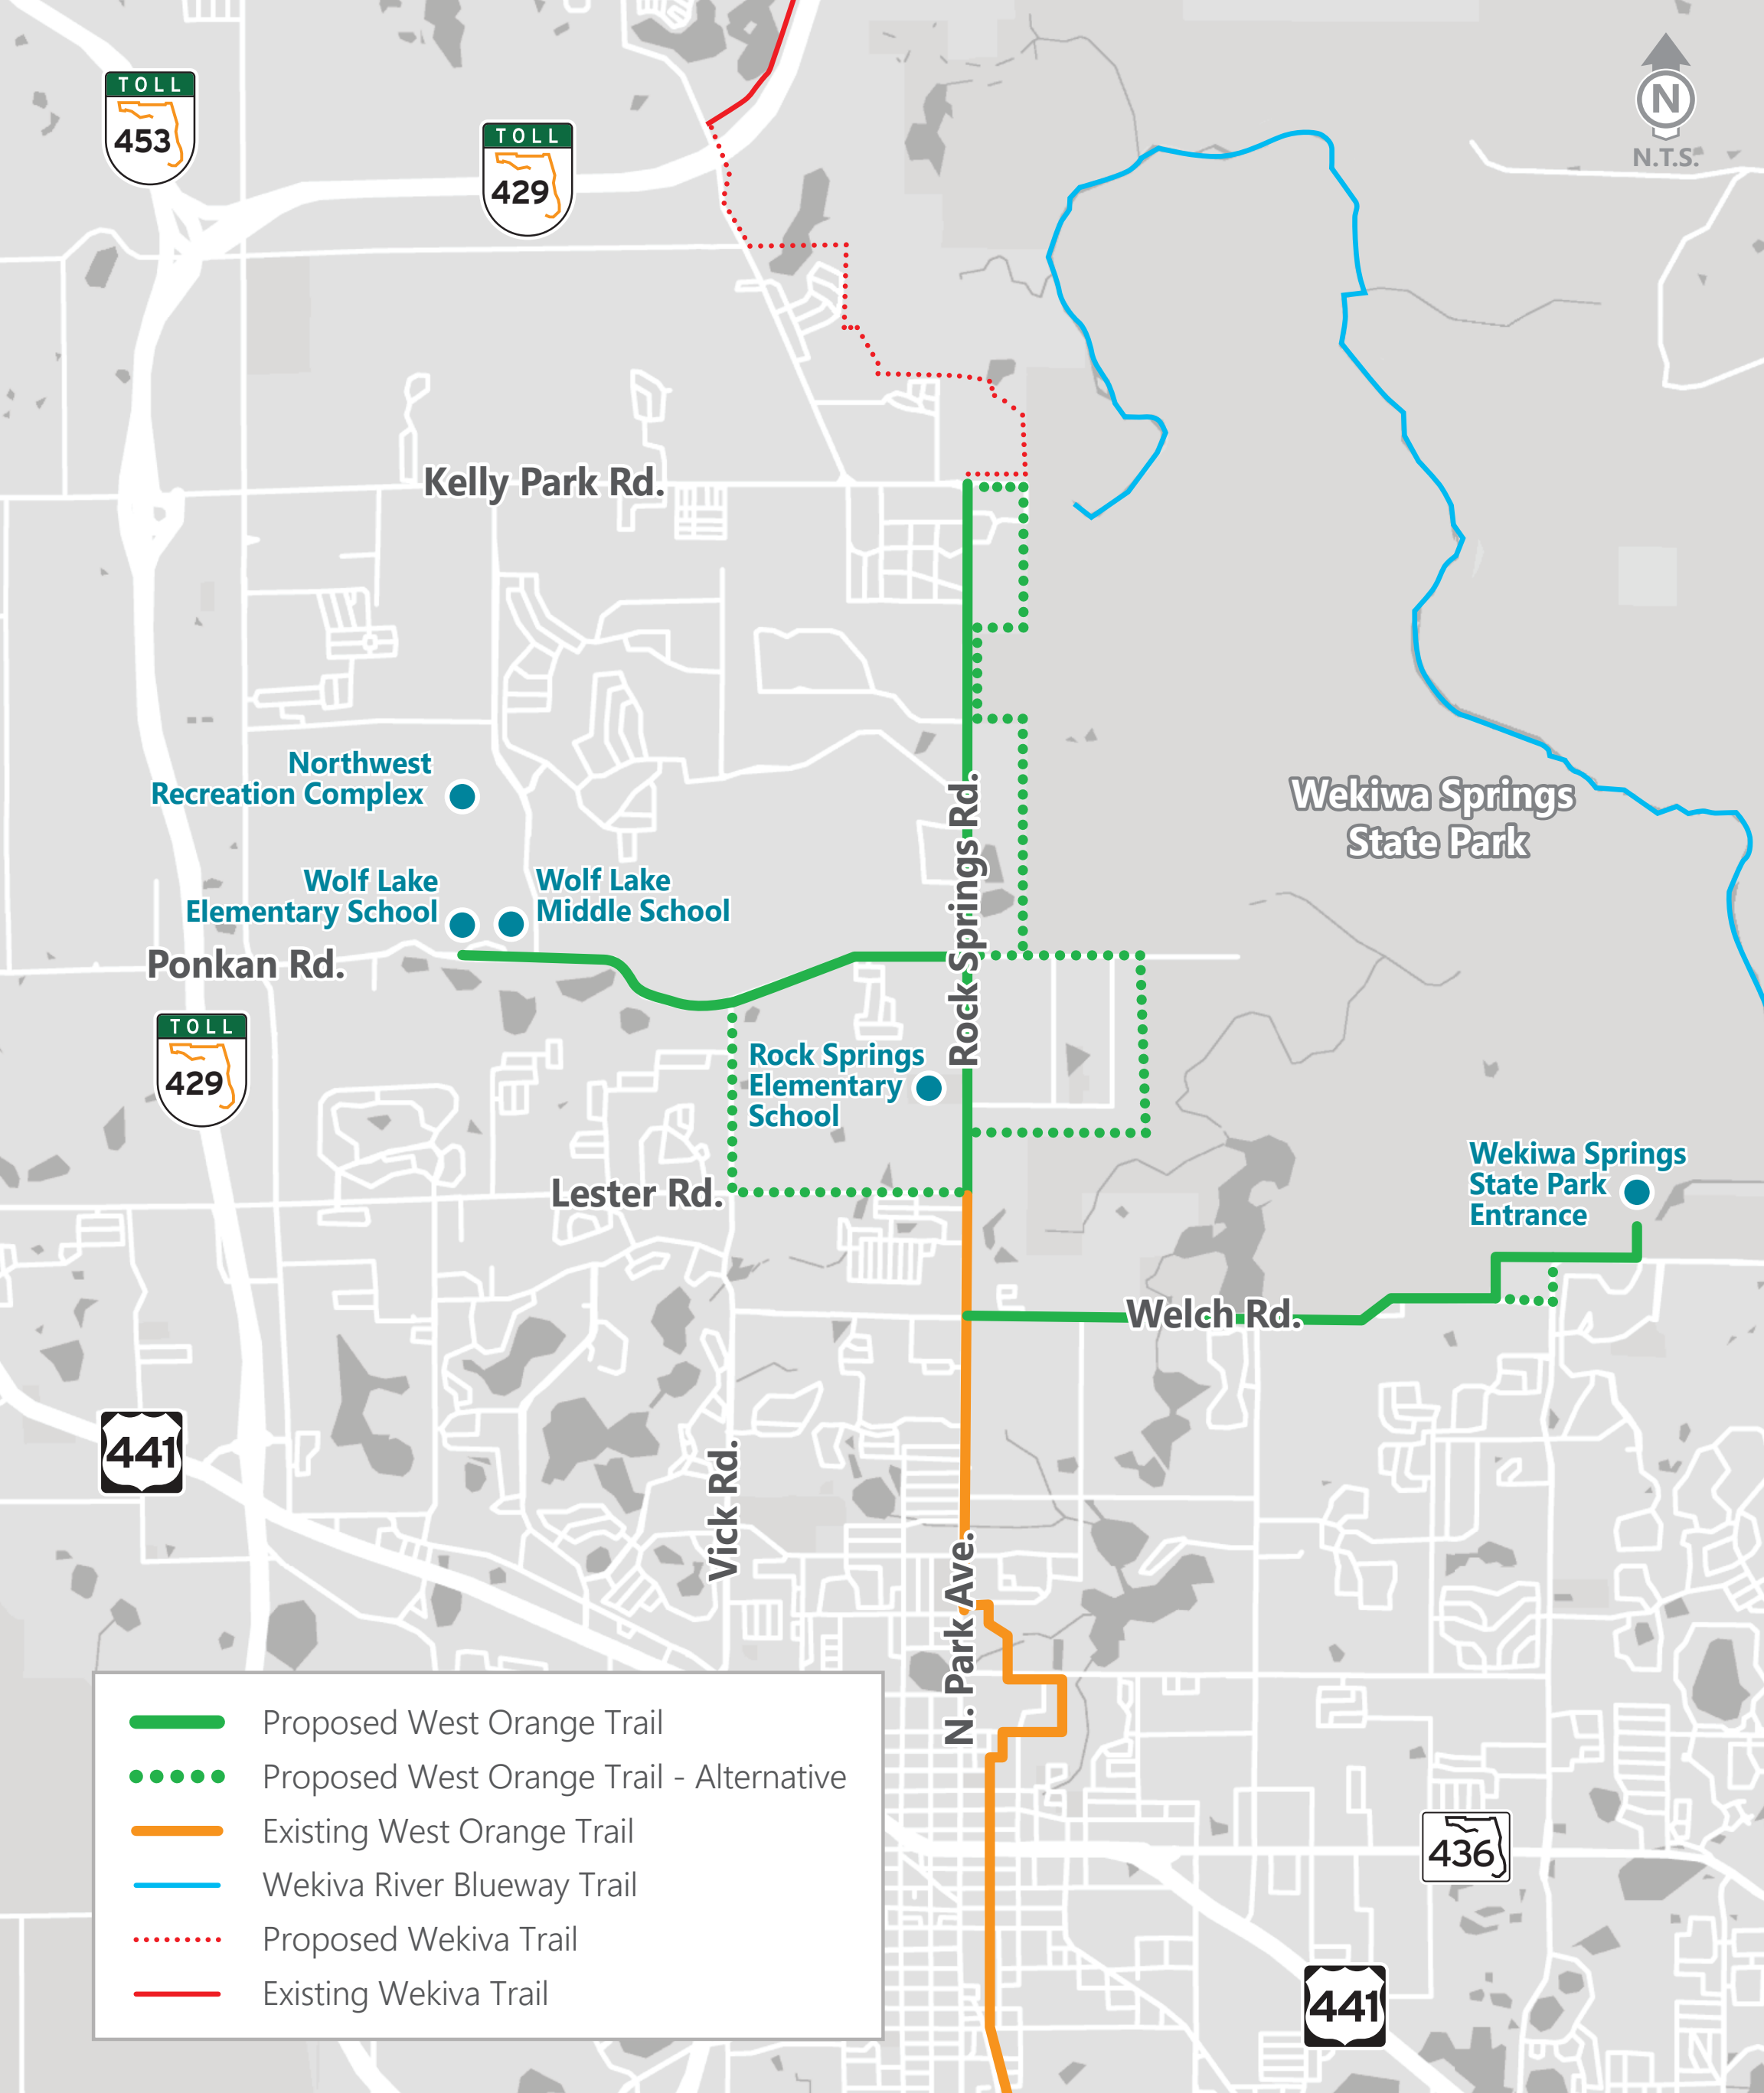 TOLL
453
TOLL
429
N
N.T.S.
Kelly Park Rd.
Northwest
Recreation Complex
Wekiwa Springs
State Park
Rock Springs Rd.
Wolf Lake
Elementary School
Wolf Lake
Middle School
Ponkan Rd.
TOLL
429
Rock Springs
Elementary
School
Wekiwa Springs
State Park
Entrance
Lester Rd.
Welch Rd.
441
Vick Rd.
N. Park Ave.
Proposed West Orange Trail
Proposed West Orange Trail - Alternative
Existing West Orange Trail
Wekiva River Blueway Trail
Proposed Wekiva Trail
Existing Wekiva Trail
436
441